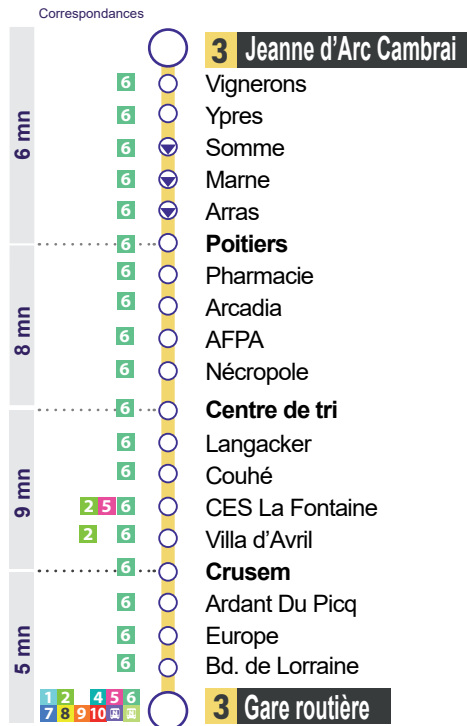 Correspondances
3 Jeanne d'Arc Cambrai
6 Vignerons
6 Ypres
6 mn
6 Somme
6 Marne
6 Arras
6 Poitiers
6 Pharmacie
6 Arcadia
8 mn
6 AFPA
6 Nécropole
6 Centre de tri
6 Langacker
6 Couhé
9 mn
2 5 6 CES La Fontaine
2 6 Villa d'Avril
6 Crusem
6 Ardant Du Picq
6 Europe
5 mn
6 Bd. de Lorraine
1 2 4 5 6
7 8 9 10
3 Gare routière